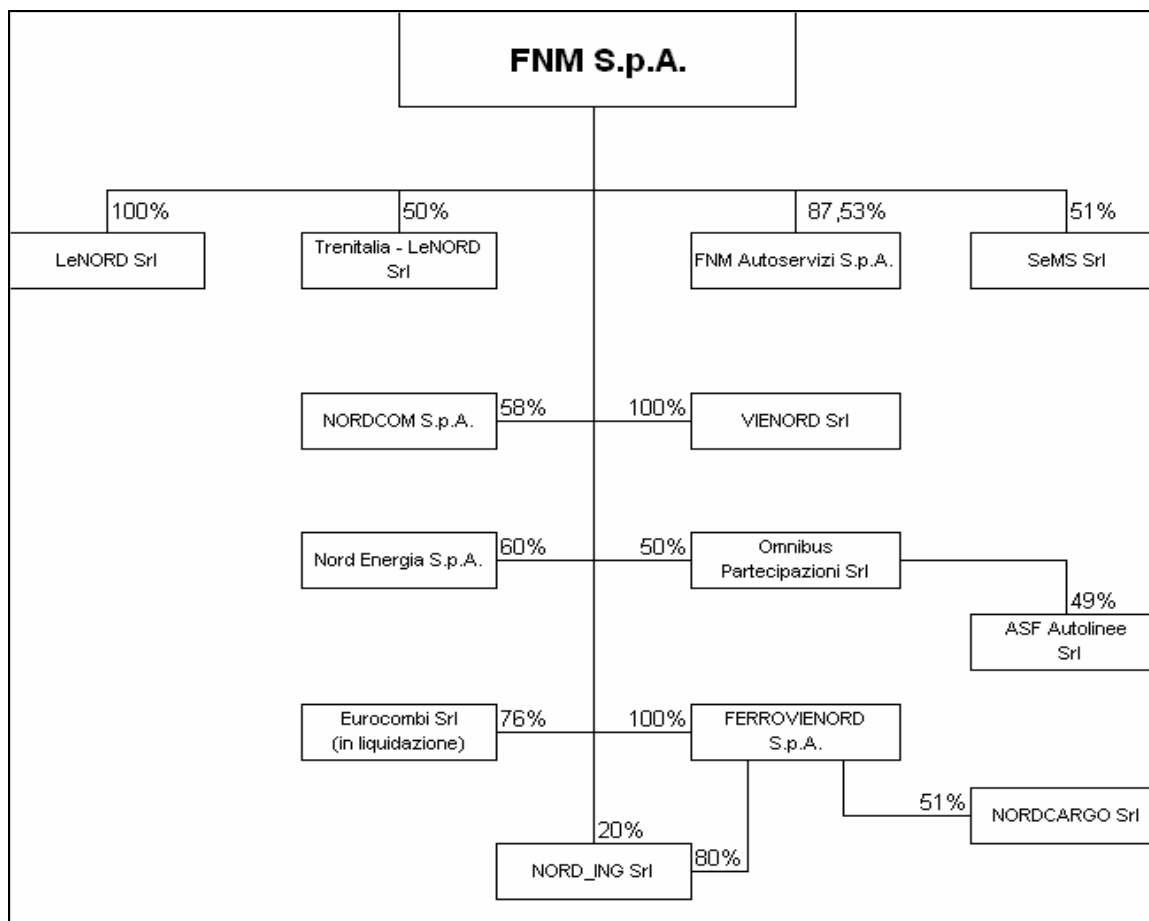 FNM S.p.A.
100%
50%
87,53%
51%
LeNORD Srl
Trenitalia - LeNORD
Srl
FNM Autoservizi S.p.A.
SeMS Srl
NORDCOM S.p.A.
58%
100%
VIENORD Srl
Nord Energia S.p.A.
60%
50%
Omnibus
Partecipazioni Srl
49%
ASF Autolinee
Srl
Eurocombi Srl
(in liquidazione)
76%
100%
FERROVIENORD
S.p.A.
51%
NORDCARGO Srl
20%
NORD_ING Srl
80%